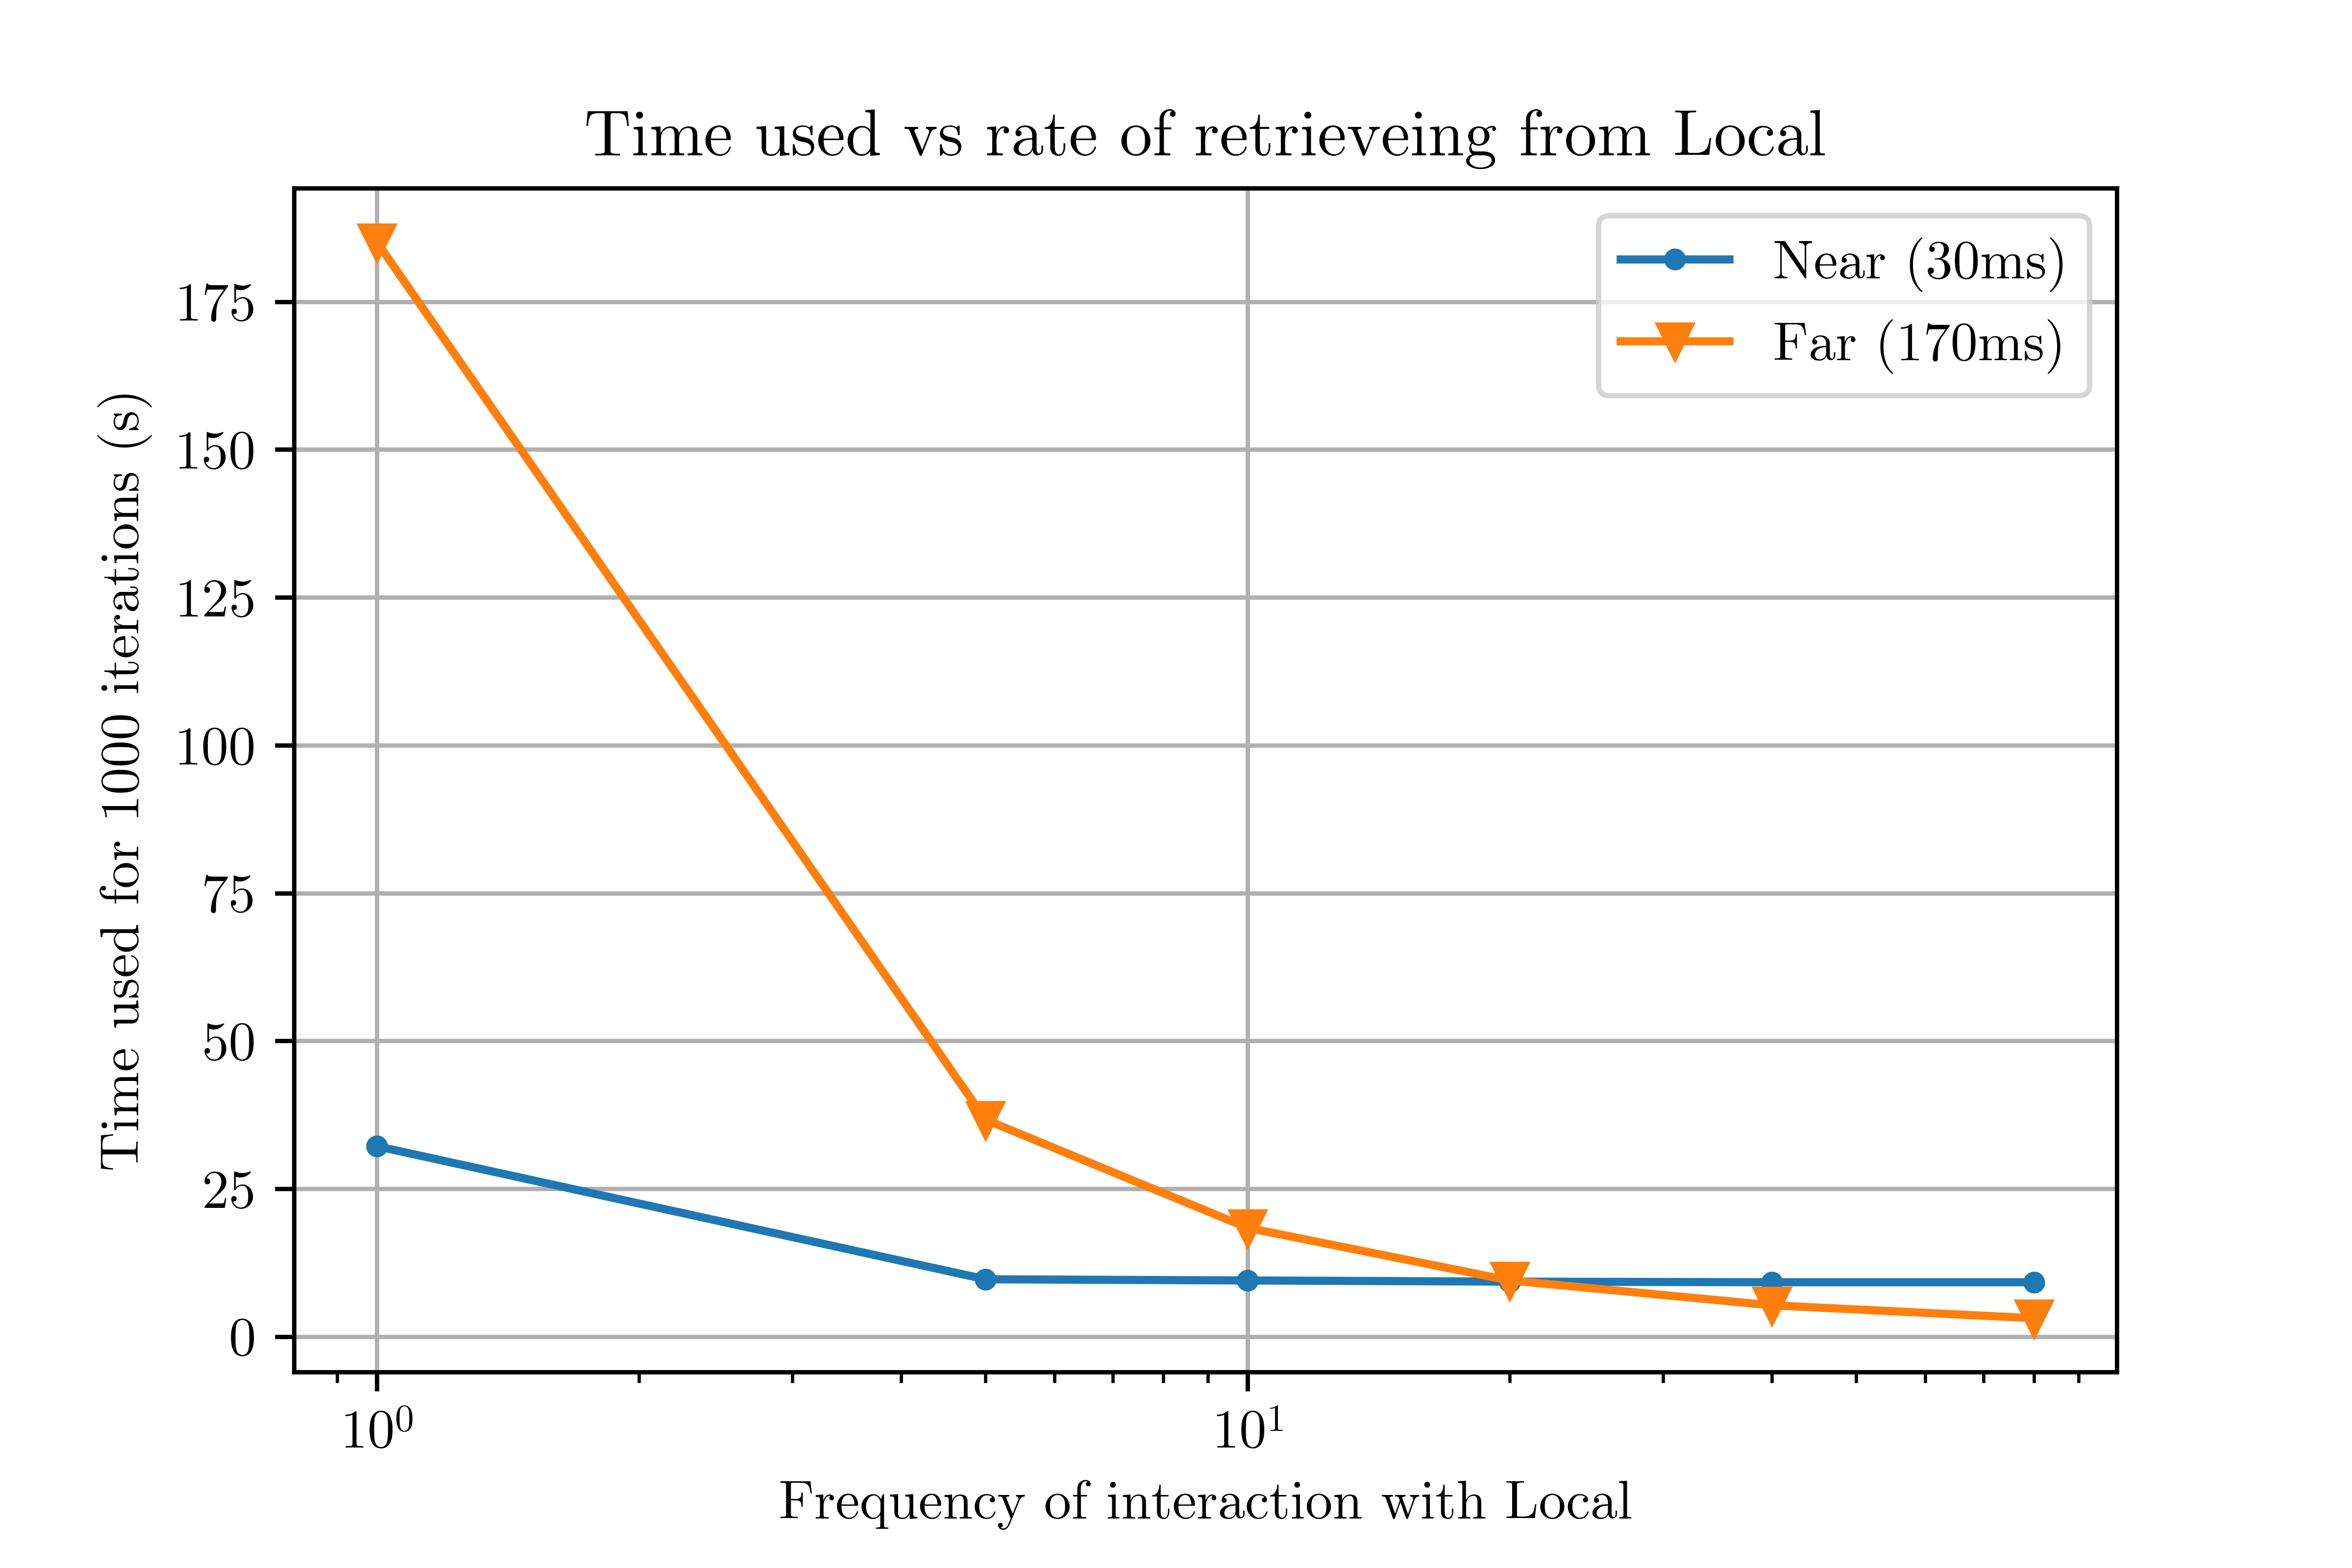 Time used vs rate of retrieveing from Local
Near (30ms)
Far (170ms)
Time used for 1000 iterations (s)
175
150
125
100
75
50
25
0
10⁰
10¹
Frequency of interaction with Local